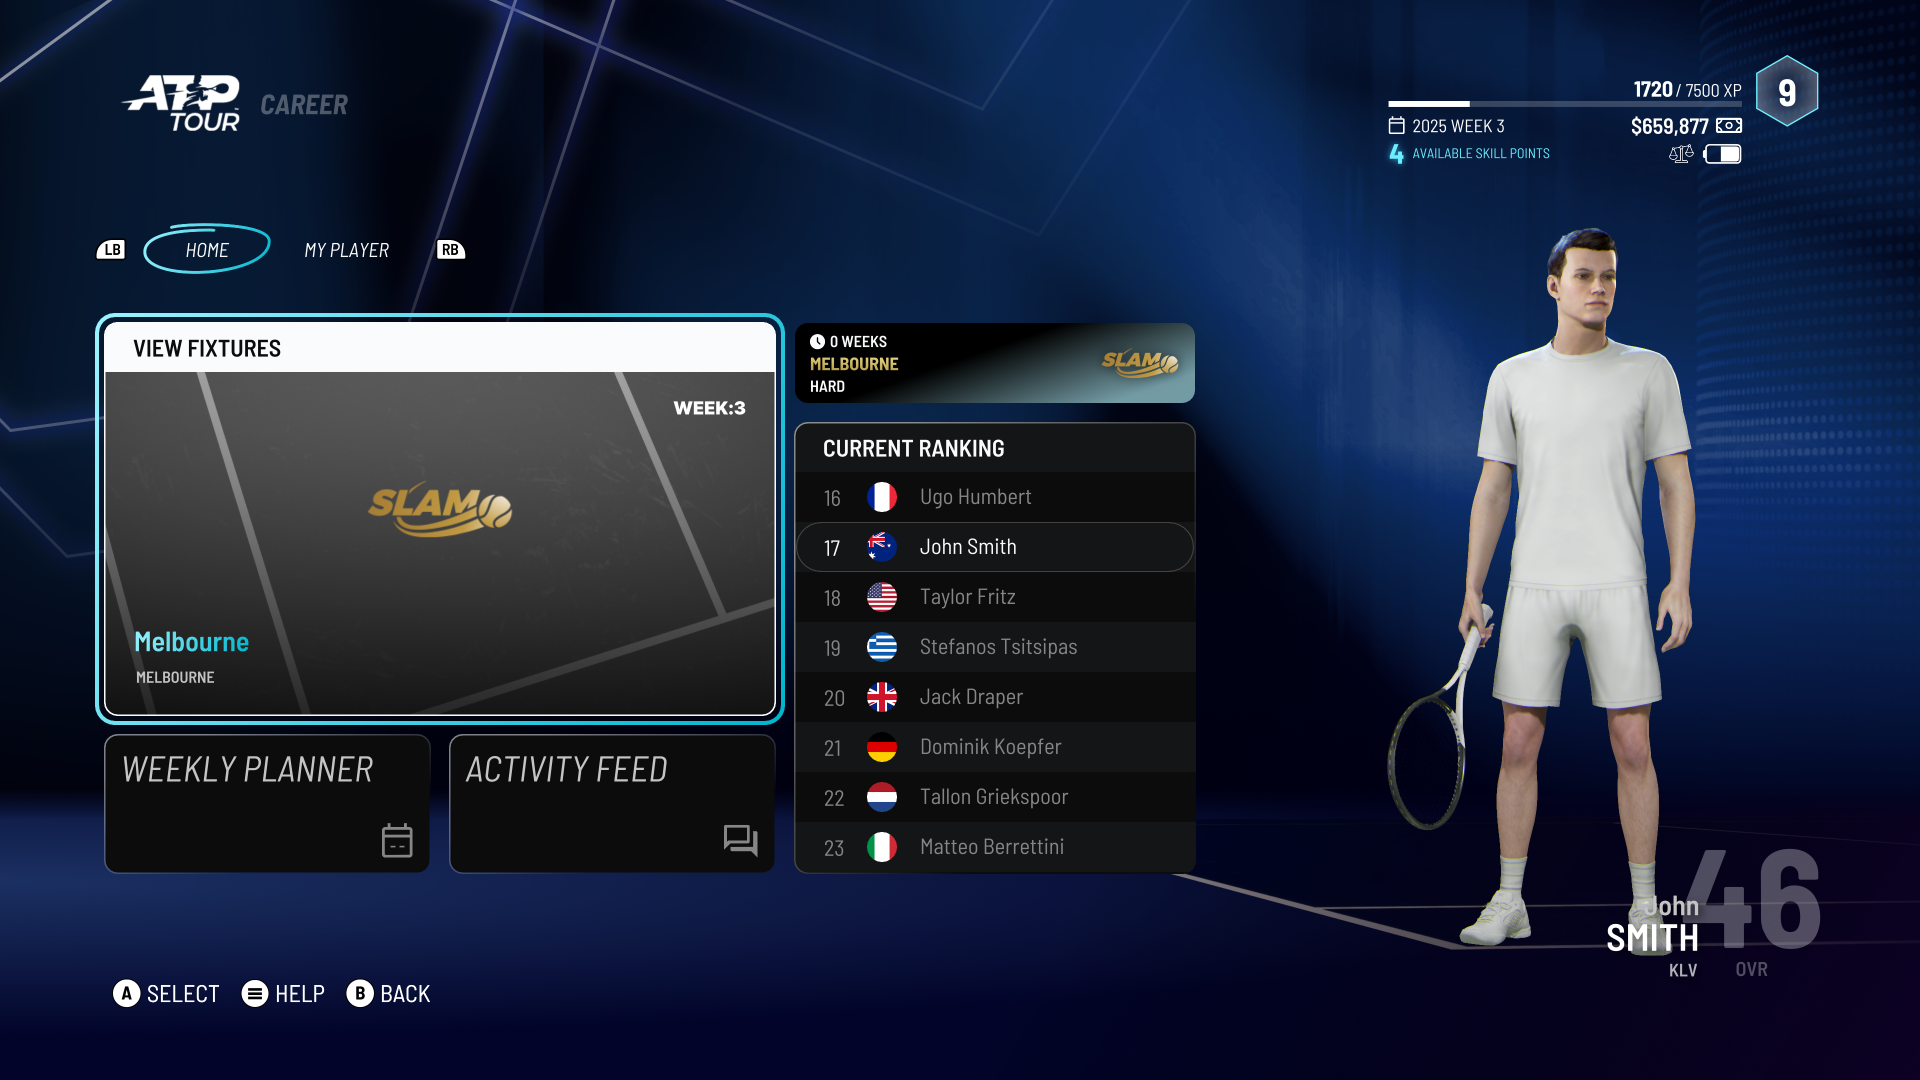 ATP
TOUR
CAREER
1720 / 7500 XP
9
2025 WEEK 3
$659,877
4 AVAILABLE SKILL POINTS
LB
HOME
MY PLAYER
RB
VIEW FIXTURES
WEEK:3
SLAM
Melbourne
MELBOURNE
0 WEEKS
MELBOURNE
HARD
SLAM
CURRENT RANKING
16 Ugo Humbert
17 John Smith
18 Taylor Fritz
19 Stefanos Tsitsipas
20 Jack Draper
21 Dominik Koepfer
22 Tallon Griekspoor
23 Matteo Berrettini
WEEKLY PLANNER
ACTIVITY FEED
John
SMITH
KLV
46
OVR
A SELECT
HELP
B BACK